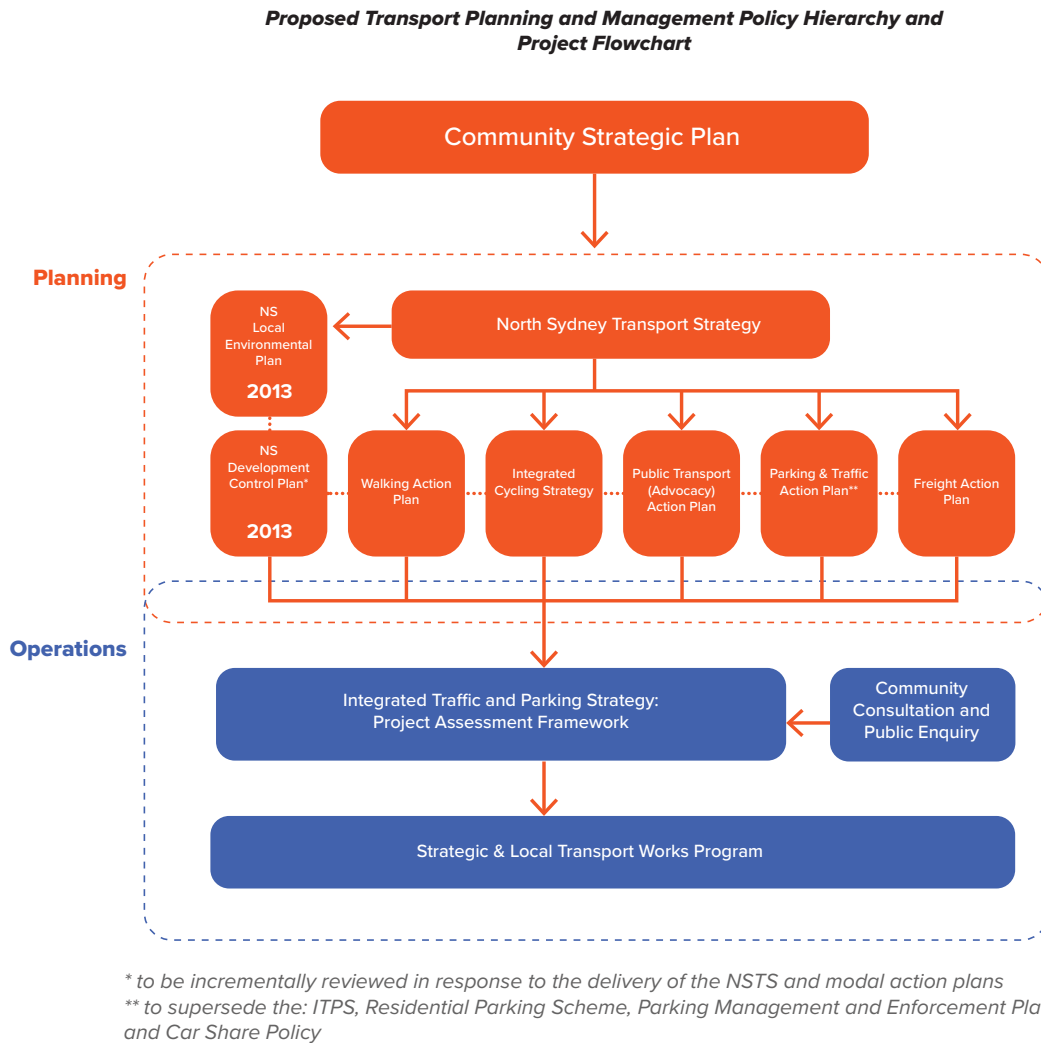 Proposed Transport Planning and Management Policy Hierarchy and
Project Flowchart
Community Strategic Plan
Planning
NS
Local
Environmental
Plan
2013
North Sydney Transport Strategy
NS
Development
Control Plan*
2013
Walking Action
Plan
Integrated
Cycling Strategy
Public Transport
(Advocacy)
Action Plan
Parking & Traffic
Action Plan**
Freight Action
Plan
Operations
Integrated Traffic and Parking Strategy:
Project Assessment Framework
Community
Consultation and
Public Enquiry
Strategic & Local Transport Works Program
* to be incrementally reviewed in response to the delivery of the NSTS and modal action plans
** to supersede the: ITPS, Residential Parking Scheme, Parking Management and Enforcement Pla
and Car Share Policy